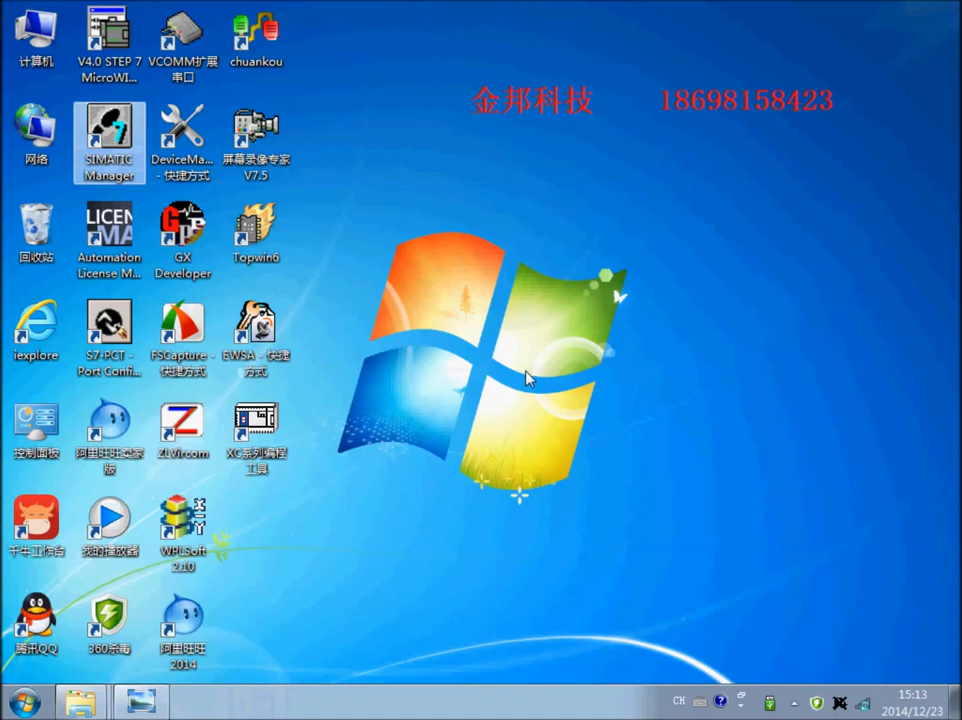 金邦科技 18698158423
计算机
V4.0 STEP 7
MicroWI...
VCOMM扩展
串口
chuankou
网络
SIMATIC
Manager
DeviceMa...
- 快捷方式
屏幕录像专家
V7.5
回收站
LICEN
MA
Automation
License M...
GX
Developer
Topwin6
iexplore
S7-PCT -
Port Confi...
FSCapture -
快捷方式
EWSA - 快捷
方式
控制面板
阿里旺旺卖家
版
ZLVircom
XC系列编程
工具
千牛工作台
我的播放器
WPLSoft
2.10
腾讯QQ
360杀毒
阿里旺旺
2014
CH
15:13
2014/12/23